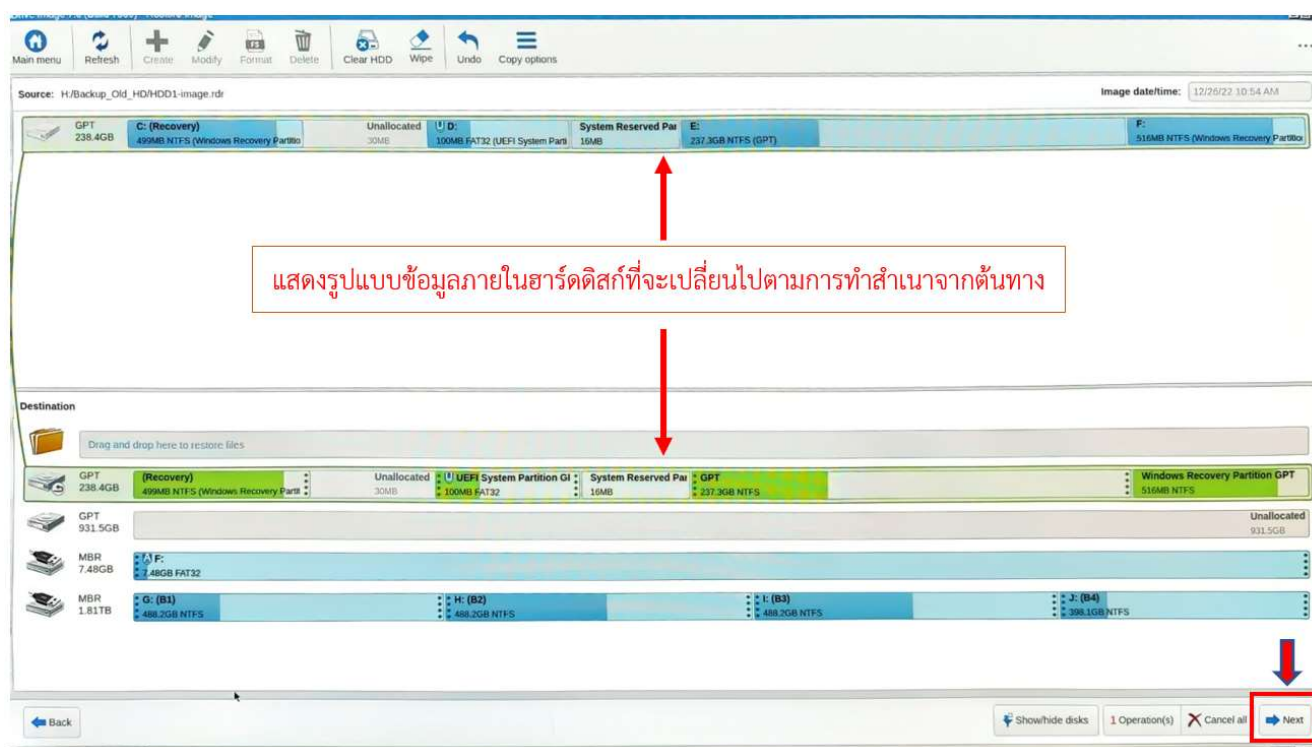 Main menu
Refresh
Create
Modify
Format
Delete
Clear HDD
Wipe
Undo
Copy options
Source: H:/Backup_Old_HD/HDD1-image.rdr
Image date/time: 12/26/22 10:54 AM
GPT
238.4GB
C: (Recovery)
499MB NTFS (Windows Recovery Partitio
Unallocated
30MB
D:
100MB FAT32 (UEFI System Parti
System Reserved Par
16MB
E:
237.3GB NTFS (GPT)
F:
516MB NTFS (Windows Recovery Partitio
แสดงรูปแบบข้อมูลภายในฮาร์ดดิสก์ที่จะเปลี่ยนไปตามการทำสำเนาจากต้นทาง
Destination
Drag and drop here to restore files
GPT
238.4GB
(Recovery)
499MB NTFS (Windows Recovery Parti
Unallocated
30MB
UEFI System Partition GI
100MB FAT32
System Reserved Par
16MB
GPT
237.3GB NTFS
Windows Recovery Partition GPT
516MB NTFS
GPT
931.5GB
Unallocated
931.5GB
MBR
7.48GB
F:
7.48GB FAT32
MBR
1.81TB
G: (B1)
488.2GB NTFS
H: (B2)
488.2GB NTFS
I: (B3)
488.2GB NTFS
J: (B4)
398.1GB NTFS
Back
Show/hide disks
1 Operation(s)
Cancel all
Next